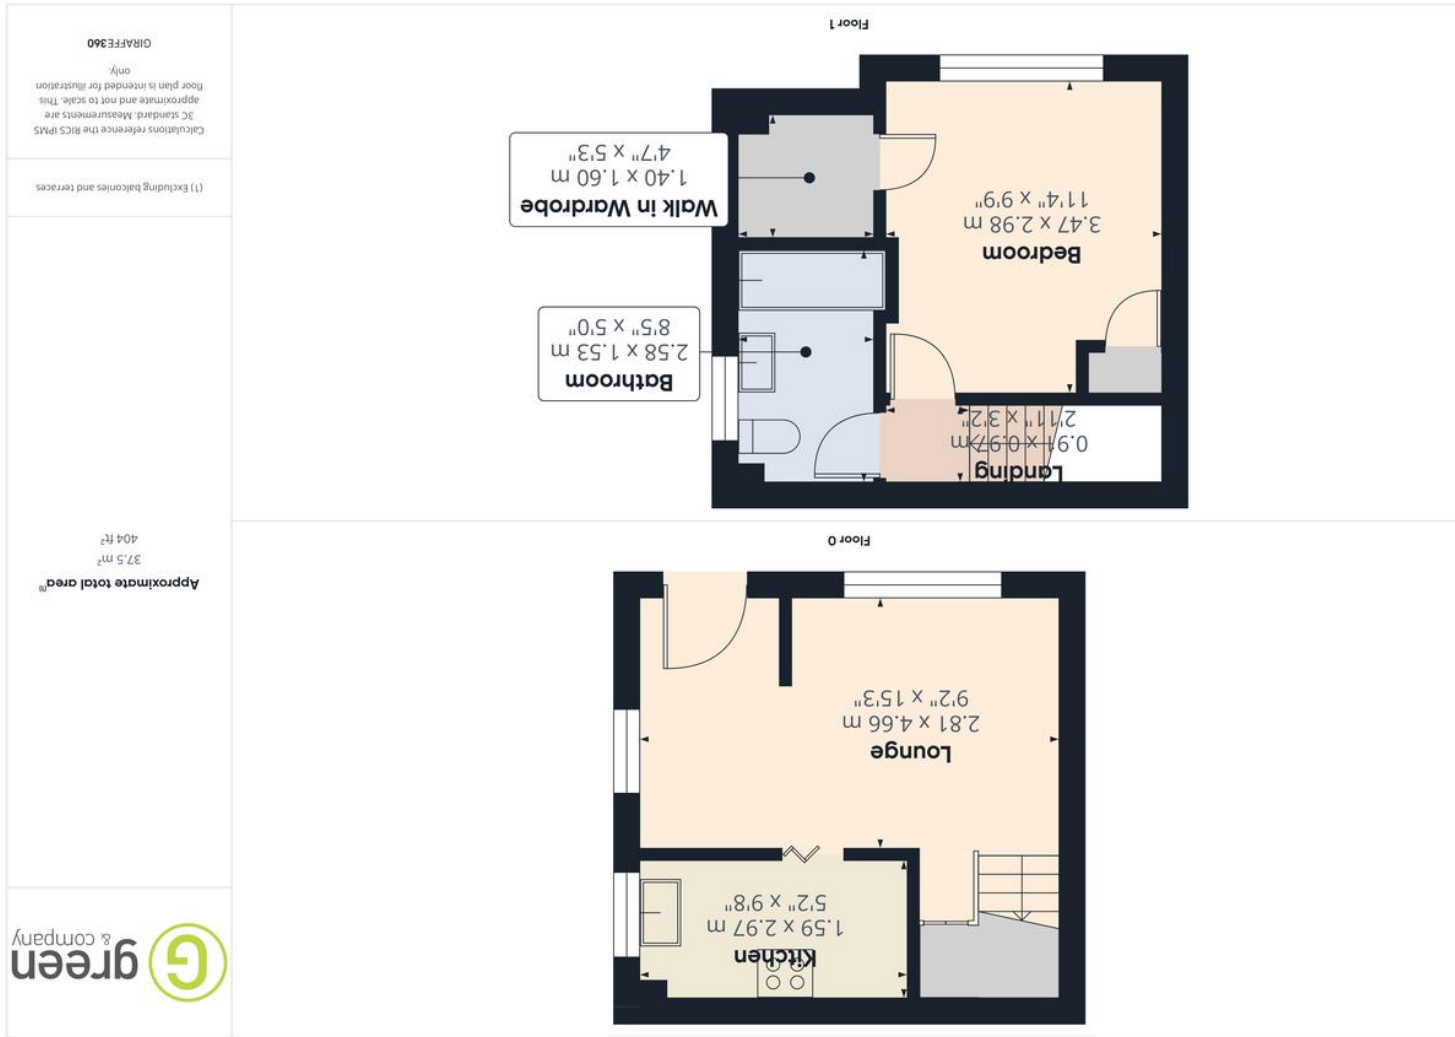 Kitchen
1.59 x 2.97 m
5'2" x 9'8"
Lounge
2.81 x 4.66 m
9'2" x 15'3"
Floor 0
Landing
0.91 x 0.97 m
2'11" x 3'2"
Bathroom
2.58 x 1.53 m
8'5" x 5'0"
Bedroom
3.47 x 2.98 m
11'4" x 9'9"
Walk in Wardrobe
1.40 x 1.60 m
4'7" x 5'3"
Floor 1
G green
& company
Approximate total area⁽¹⁾
37.5 m²
404 ft²
(1) Excluding balconies and terraces
Calculations reference the RICS IPMS
3C standard. Measurements are
approximate and not to scale. This
floor plan is intended for illustration
only.
GIRAFFE360